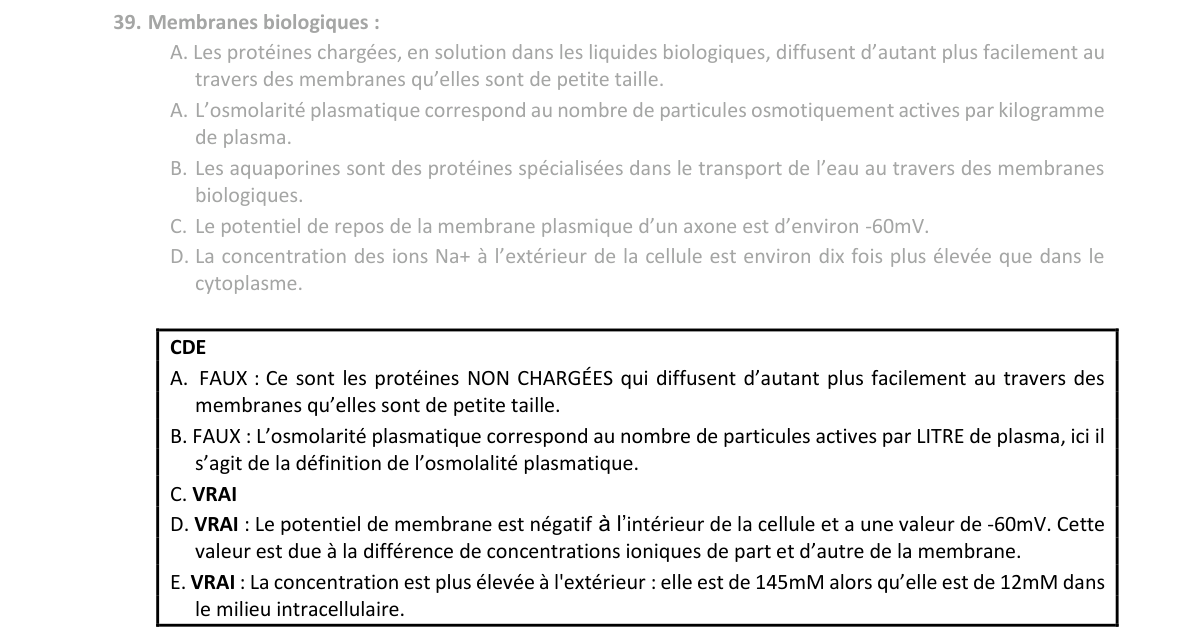 39. Membranes biologiques :
A. Les protéines chargées, en solution dans les liquides biologiques, diffusent d’autant plus facilement au
travers des membranes qu’elles sont de petite taille.
A. L’osmolarité plasmatique correspond au nombre de particules osmotiquement actives par kilogramme
de plasma.
B. Les aquaporines sont des protéines spécialisées dans le transport de l’eau au travers des membranes
biologiques.
C. Le potentiel de repos de la membrane plasmique d’un axone est d’environ -60mV.
D. La concentration des ions Na+ à l’extérieur de la cellule est environ dix fois plus élevée que dans le
cytoplasme.
CDE
A. FAUX : Ce sont les protéines NON CHARGÉES qui diffusent d’autant plus facilement au travers des
membranes qu’elles sont de petite taille.
B. FAUX : L’osmolarité plasmatique correspond au nombre de particules actives par LITRE de plasma, ici il
s’agit de la définition de l’osmolalité plasmatique.
C. VRAI
D. VRAI : Le potentiel de membrane est négatif à l’intérieur de la cellule et a une valeur de -60mV. Cette
valeur est due à la différence de concentrations ioniques de part et d’autre de la membrane.
E. VRAI : La concentration est plus élevée à l'extérieur : elle est de 145mM alors qu’elle est de 12mM dans
le milieu intracellulaire.